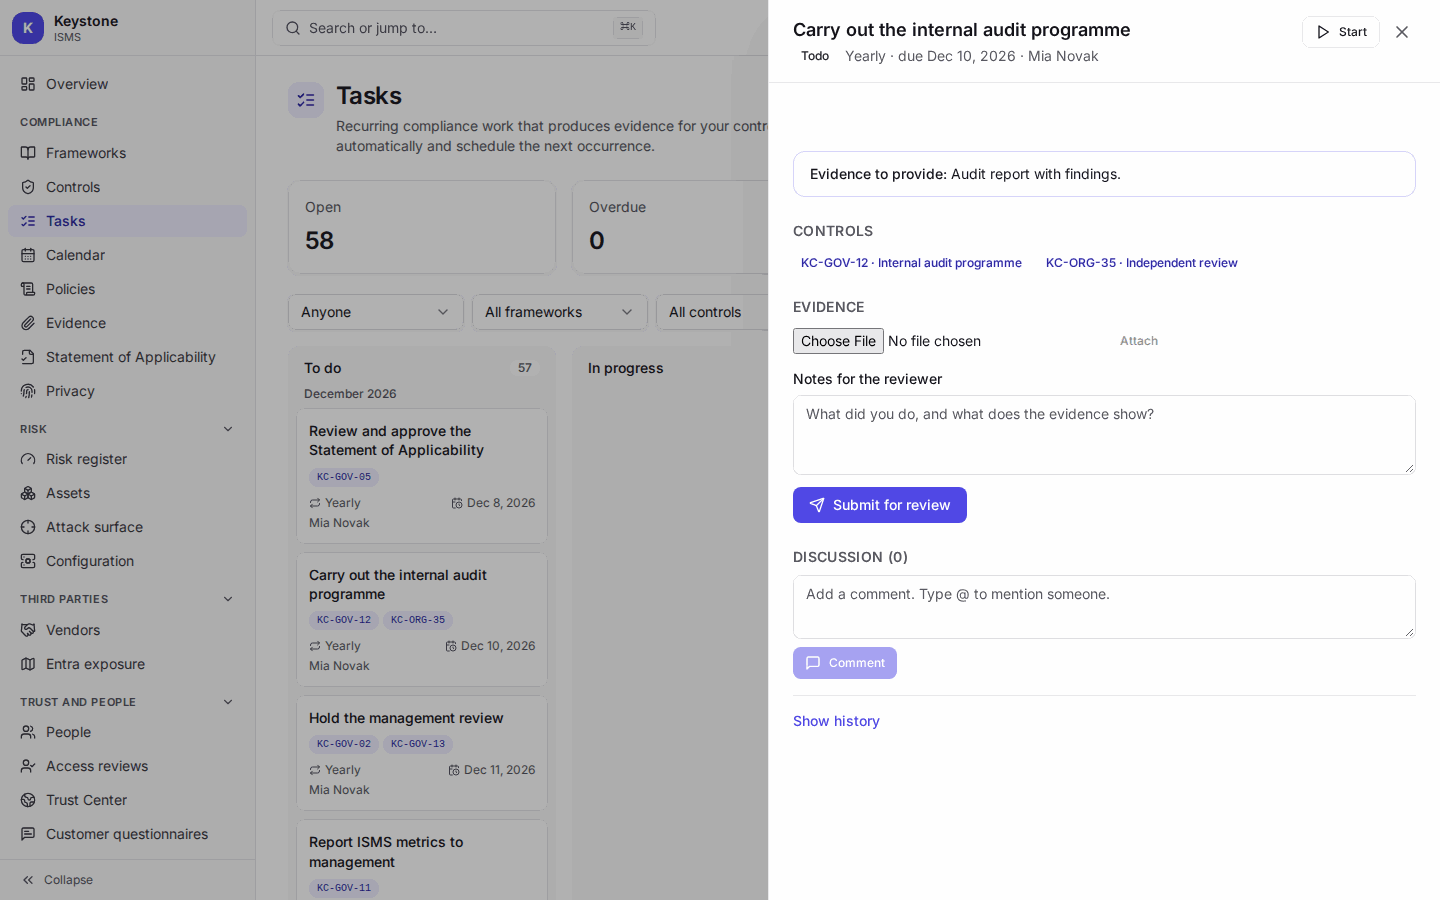 K
Keystone
ISMS
Overview
COMPLIANCE
Frameworks
Controls
Tasks
Calendar
Policies
Evidence
Statement of Applicability
Privacy
RISK
Risk register
Assets
Attack surface
Configuration
THIRD PARTIES
Vendors
Entra exposure
TRUST AND PEOPLE
People
Access reviews
Trust Center
Customer questionnaires
Collapse
Search or jump to...
⌘K
Tasks
Recurring compliance work that produces evidence for your contr
automatically and schedule the next occurrence.
Open
58
Overdue
0
Anyone
All frameworks
All controls
To do
57
December 2026
Review and approve the
Statement of Applicability
KC-GOV-05
Yearly
Dec 8, 2026
Mia Novak
Carry out the internal audit
programme
KC-GOV-12
KC-ORG-35
Yearly
Dec 10, 2026
Mia Novak
Hold the management review
KC-GOV-02
KC-GOV-13
Yearly
Dec 11, 2026
Mia Novak
Report ISMS metrics to
management
KC-GOV-11
In progress
Carry out the internal audit programme
Start
Todo
Yearly · due Dec 10, 2026 · Mia Novak
Evidence to provide: Audit report with findings.
CONTROLS
KC-GOV-12 · Internal audit programme
KC-ORG-35 · Independent review
EVIDENCE
Choose File No file chosen
Attach
Notes for the reviewer
What did you do, and what does the evidence show?
Submit for review
DISCUSSION (0)
Add a comment. Type @ to mention someone.
Comment
Show history